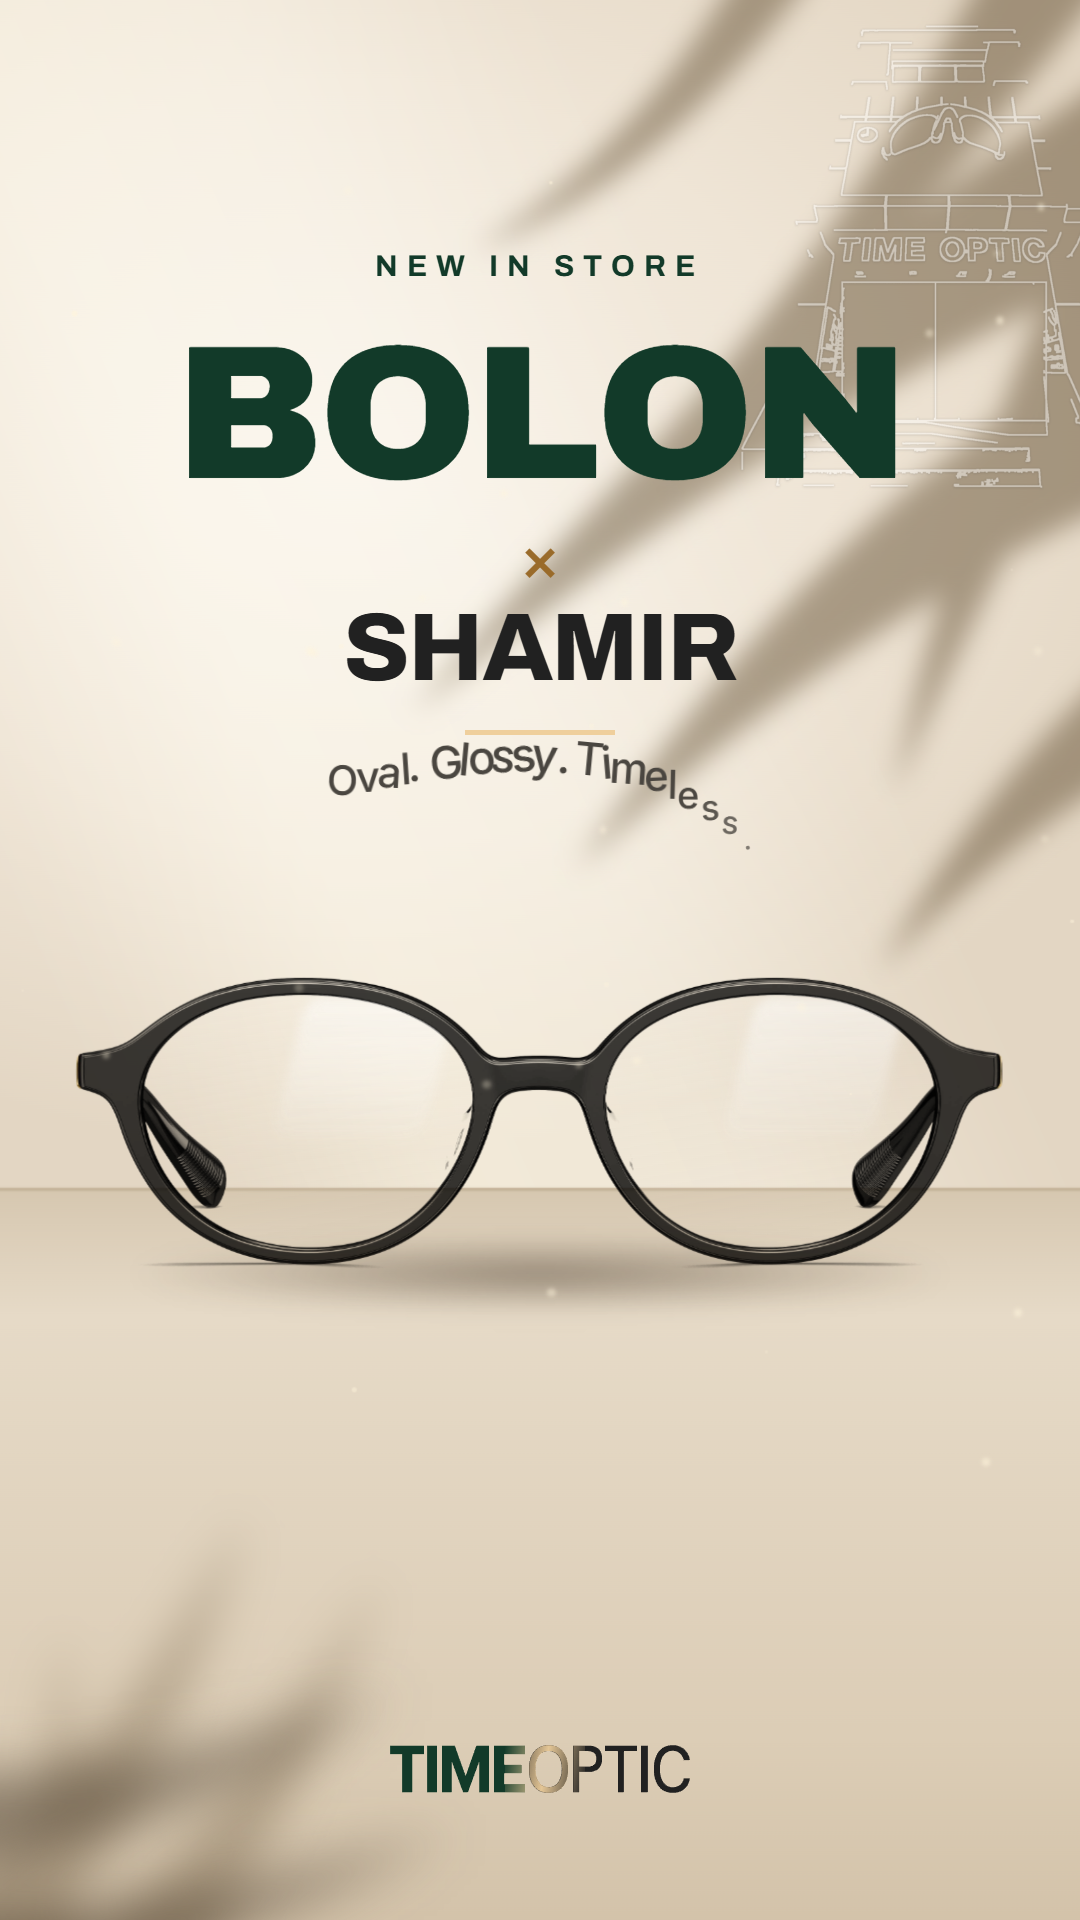 TIME OPTIC
NEW IN STORE
BOLON
×
SHAMIR
Oval. Glossy. Timeless.
TIMEOPTIC